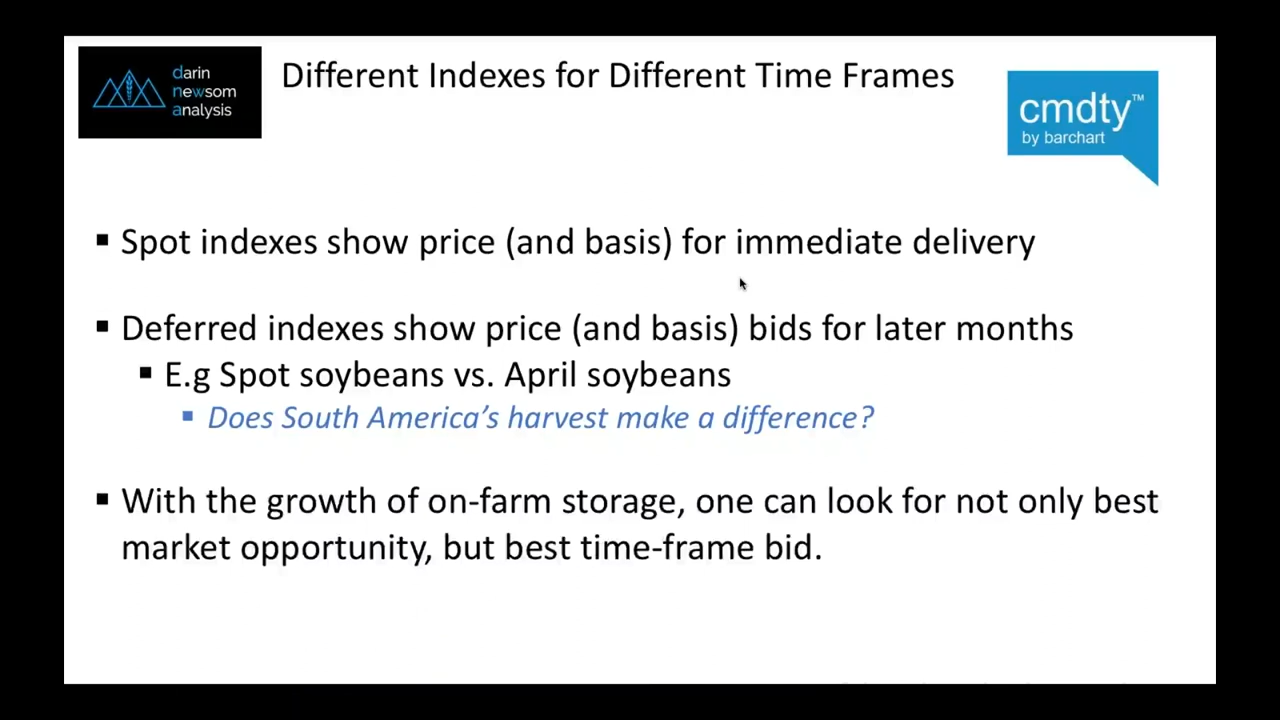 darin
newsom
analysis
Different Indexes for Different Time Frames
cmdty™
by barchart
▪ Spot indexes show price (and basis) for immediate delivery
▪ Deferred indexes show price (and basis) bids for later months
▪ E.g Spot soybeans vs. April soybeans
▪ Does South America’s harvest make a difference?
▪ With the growth of on-farm storage, one can look for not only best
market opportunity, but best time-frame bid.